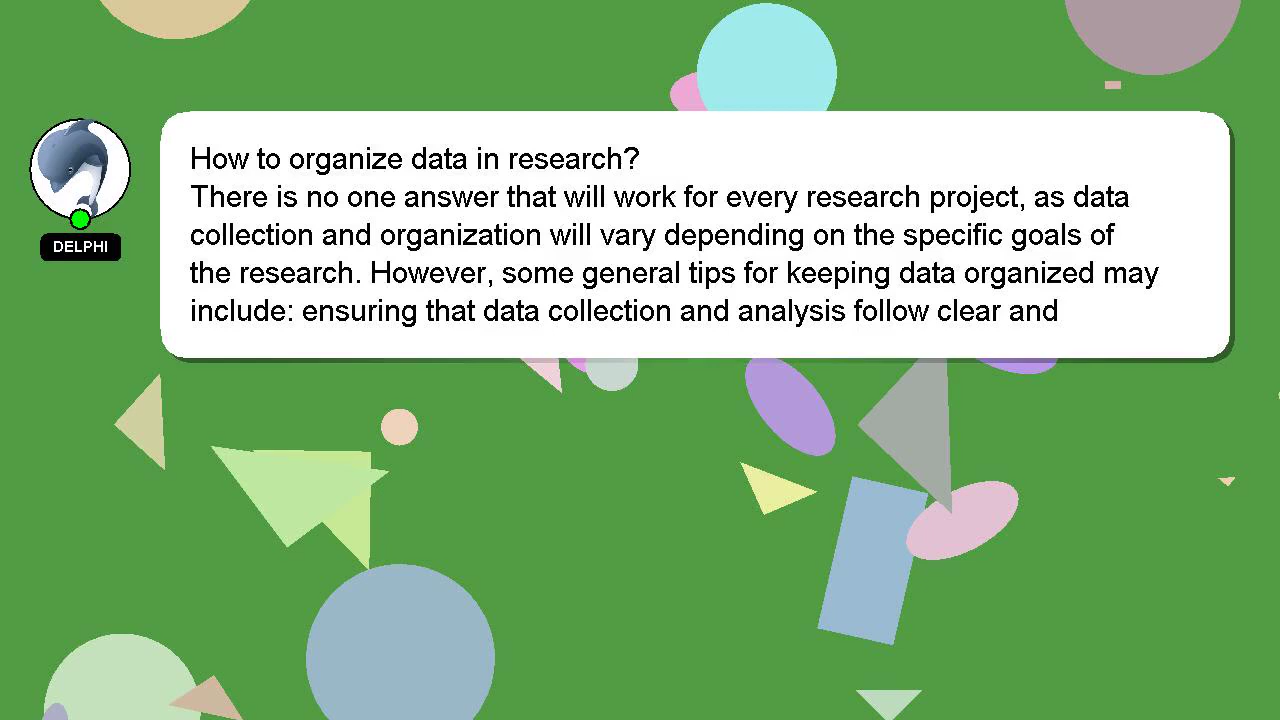 How to organize data in research?
There is no one answer that will work for every research project, as data
collection and organization will vary depending on the specific goals of
the research. However, some general tips for keeping data organized may
include: ensuring that data collection and analysis follow clear and
DELPHI